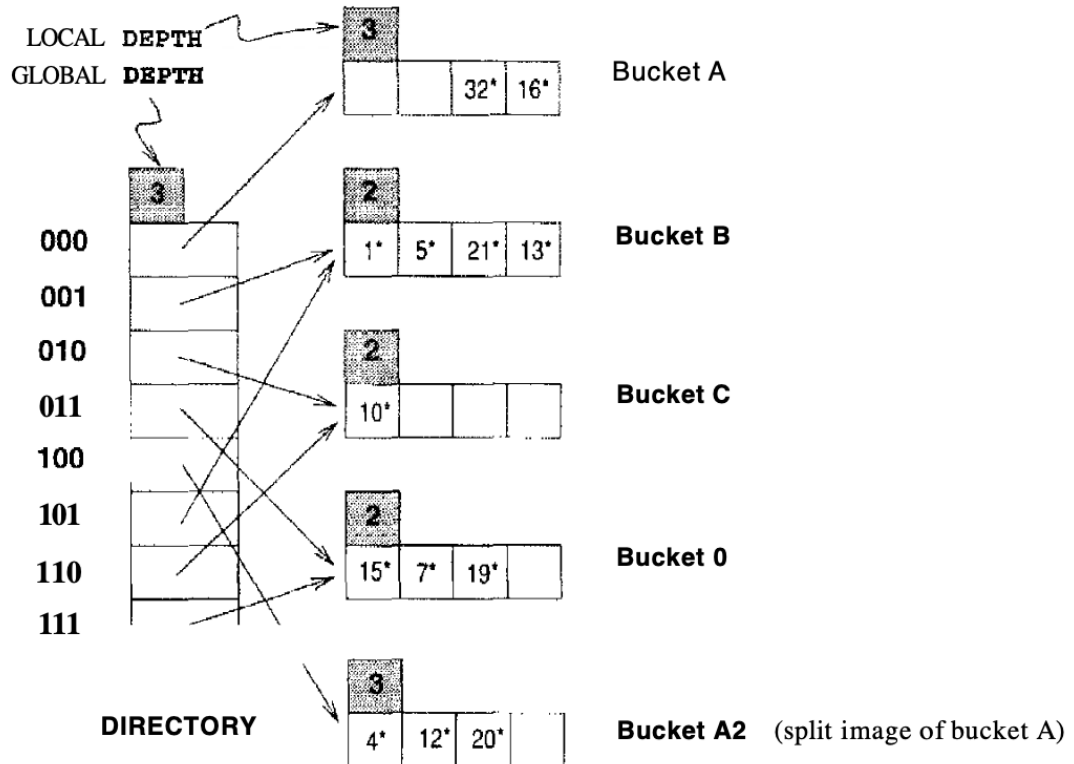 LOCAL DEPTH
GLOBAL DEPTH
3
32* 16*
Bucket A
3
2
000
1* 5* 21* 13*
Bucket B
001
2
010
10*
Bucket C
011
100
2
101
15* 7* 19*
Bucket 0
110
111
3
DIRECTORY
4* 12* 20*
Bucket A2 (split image of bucket A)